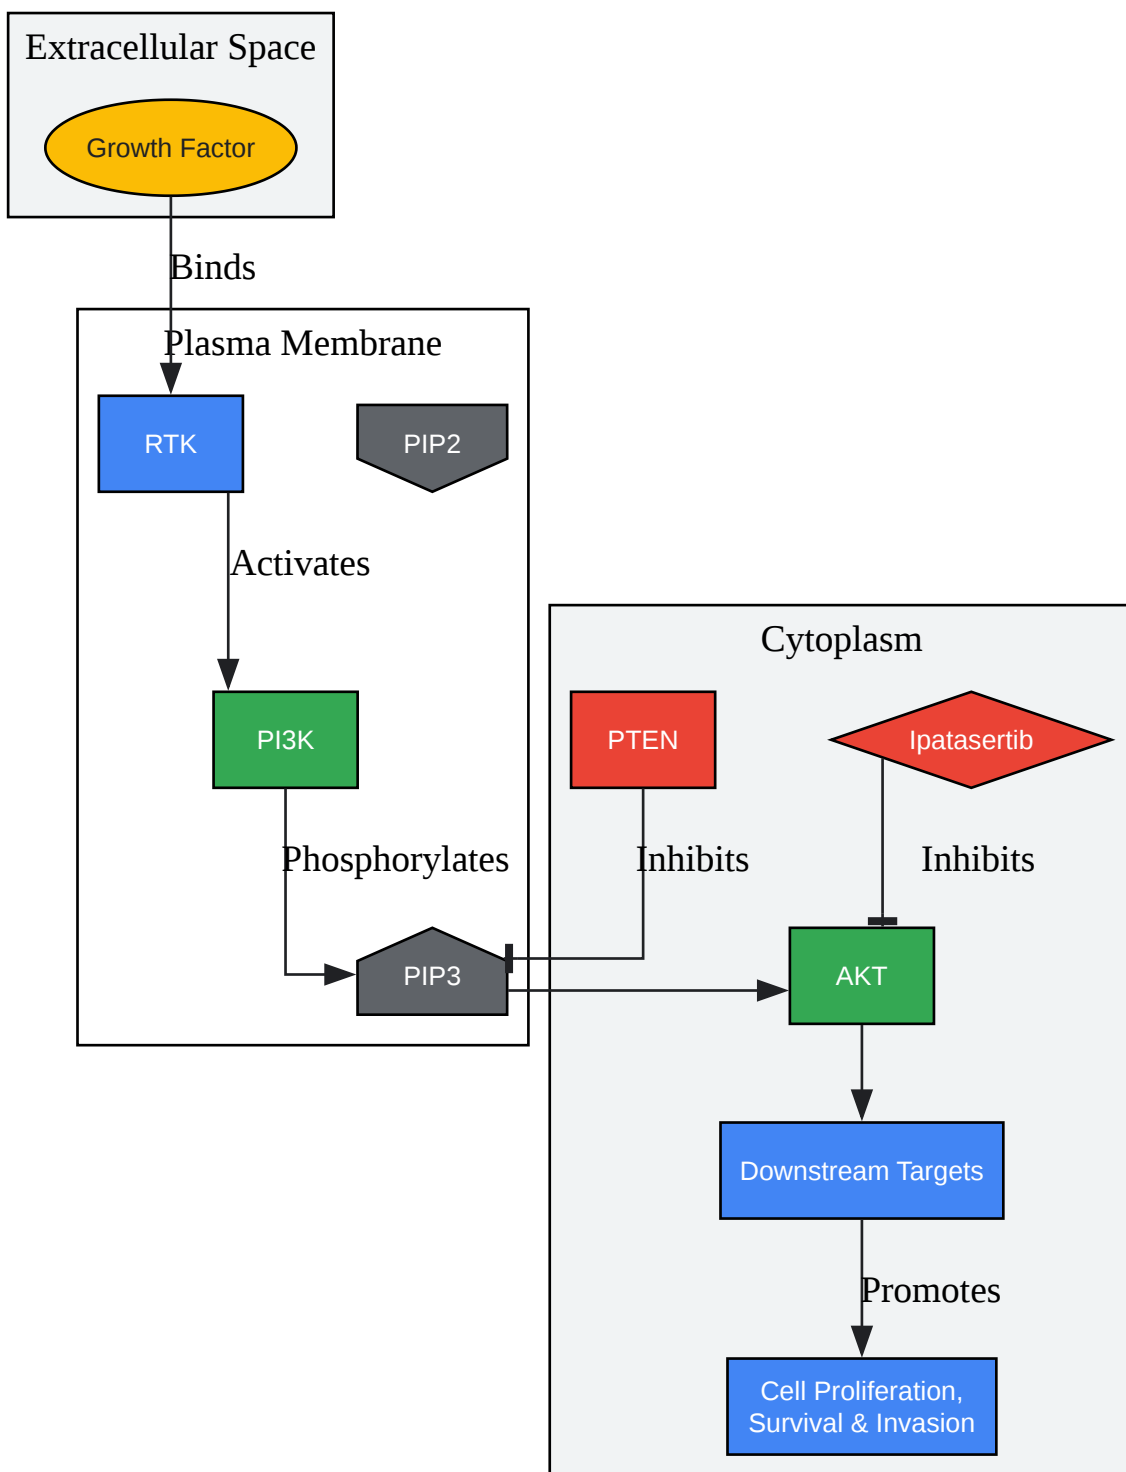 Extracellular Space
Growth Factor
Binds
Plasma Membrane
RTK
PIP2
Activates
Cytoplasm
PI3K
PTEN
Ipatasertib
Phosphorylates
Inhibits
Inhibits
PIP3
AKT
Downstream Targets
Promotes
Cell Proliferation,
Survival & Invasion